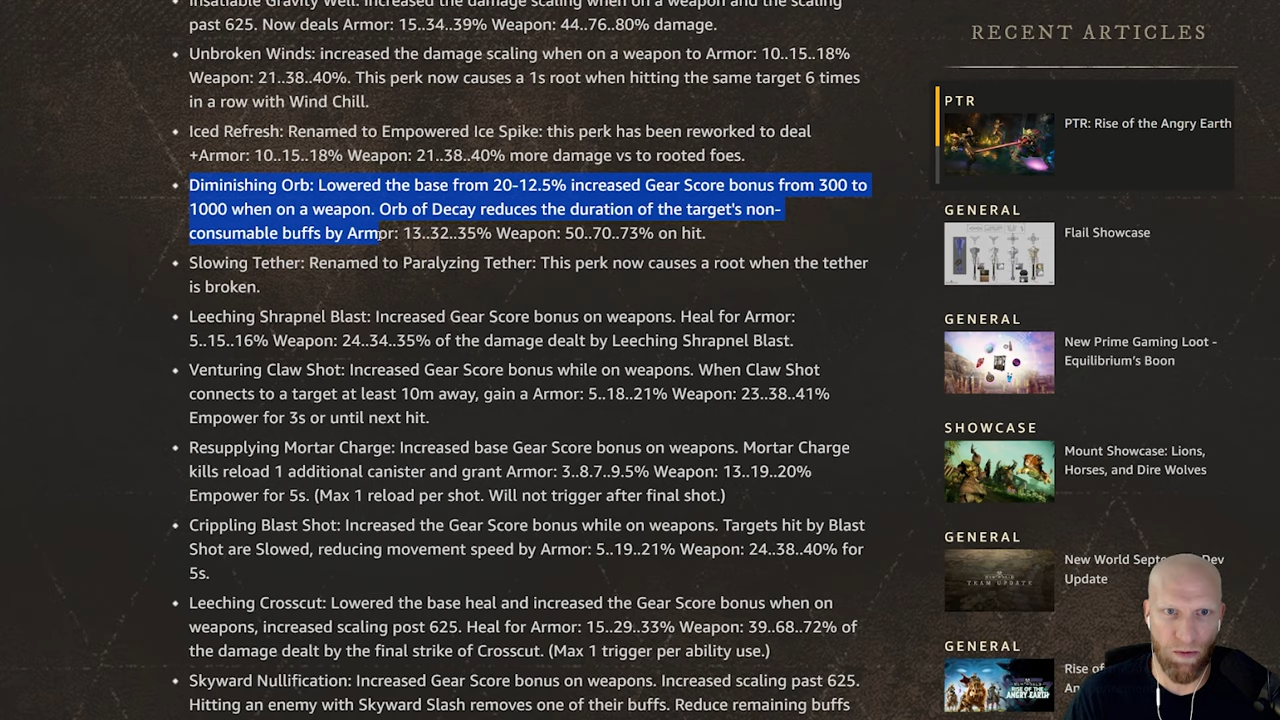 Insatiable Gravity Well: Increased the damage scaling when on a weapon and the scaling
past 625. Now deals Armor: 15..34..39% Weapon: 44..76..80% damage.
Unbroken Winds: increased the damage scaling when on a weapon to Armor: 10..15..18%
Weapon: 21..38..40%. This perk now causes a 1s root when hitting the same target 6 times
in a row with Wind Chill.
Iced Refresh: Renamed to Empowered Ice Spike: this perk has been reworked to deal
+Armor: 10..15..18% Weapon: 21..38..40% more damage vs to rooted foes.
Diminishing Orb: Lowered the base from 20-12.5% increased Gear Score bonus from 300 to
1000 when on a weapon. Orb of Decay reduces the duration of the target's non-
consumable buffs by Armor: 13..32..35% Weapon: 50..70..73% on hit.
Slowing Tether: Renamed to Paralyzing Tether: This perk now causes a root when the tether
is broken.
Leeching Shrapnel Blast: Increased Gear Score bonus on weapons. Heal for Armor:
5..15..16% Weapon: 24..34..35% of the damage dealt by Leeching Shrapnel Blast.
Venturing Claw Shot: Increased Gear Score bonus while on weapons. When Claw Shot
connects to a target at least 10m away, gain a Armor: 5..18..21% Weapon: 23..38..41%
Empower for 3s or until next hit.
Resupplying Mortar Charge: Increased base Gear Score bonus on weapons. Mortar Charge
kills reload 1 additional canister and grant Armor: 3..8.7..9.5% Weapon: 13..19..20%
Empower for 5s. (Max 1 reload per shot. Will not trigger after final shot.)
Crippling Blast Shot: Increased the Gear Score bonus while on weapons. Targets hit by Blast
Shot are Slowed, reducing movement speed by Armor: 5..19..21% Weapon: 24..38..40% for
5s.
Leeching Crosscut: Lowered the base heal and increased the Gear Score bonus when on
weapons, increased scaling post 625. Heal for Armor: 15..29..33% Weapon: 39..68..72% of
the damage dealt by the final strike of Crosscut. (Max 1 trigger per ability use.)
Skyward Nullification: Increased Gear Score bonus on weapons. Increased scaling past 625.
Hitting an enemy with Skyward Slash removes one of their buffs. Reduce remaining buffs
RECENT ARTICLES
PTR
PTR: Rise of the Angry Earth
GENERAL
Flail Showcase
GENERAL
New Prime Gaming Loot -
Equilibrium's Boon
SHOWCASE
Mount Showcase: Lions,
Horses, and Dire Wolves
GENERAL
New World Dev
Update
TEAM UPDATE
GENERAL
Rise of
RISE OF THE
ANGRY EARTH